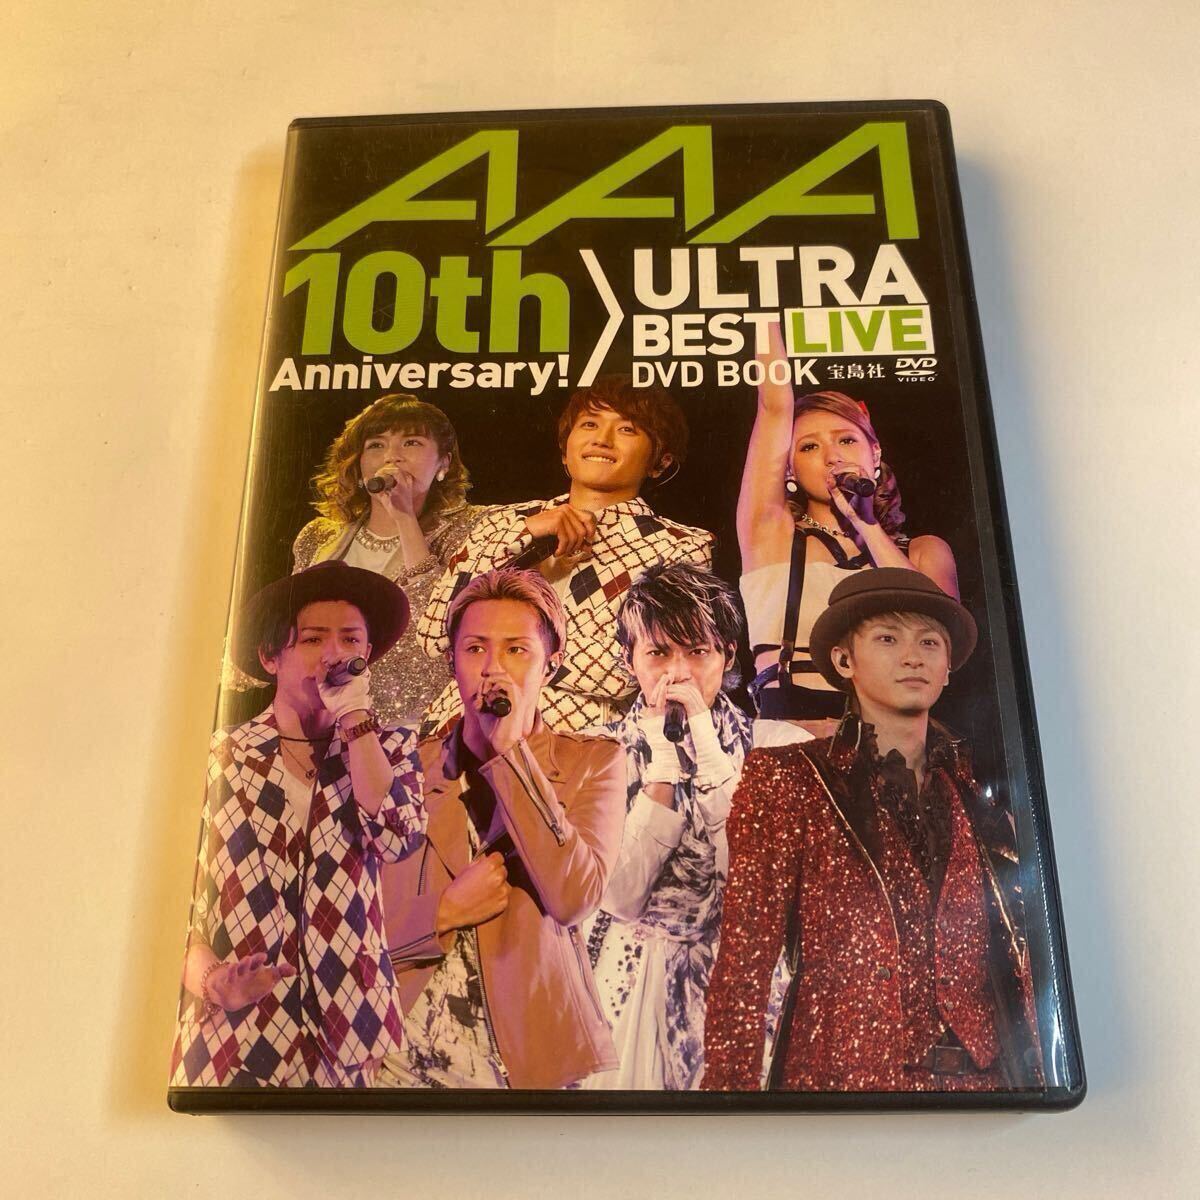 AAA
10th
Anniversary!
ULTRA
BEST LIVE
DVD BOOK 宝島社 DVD
VIDEO